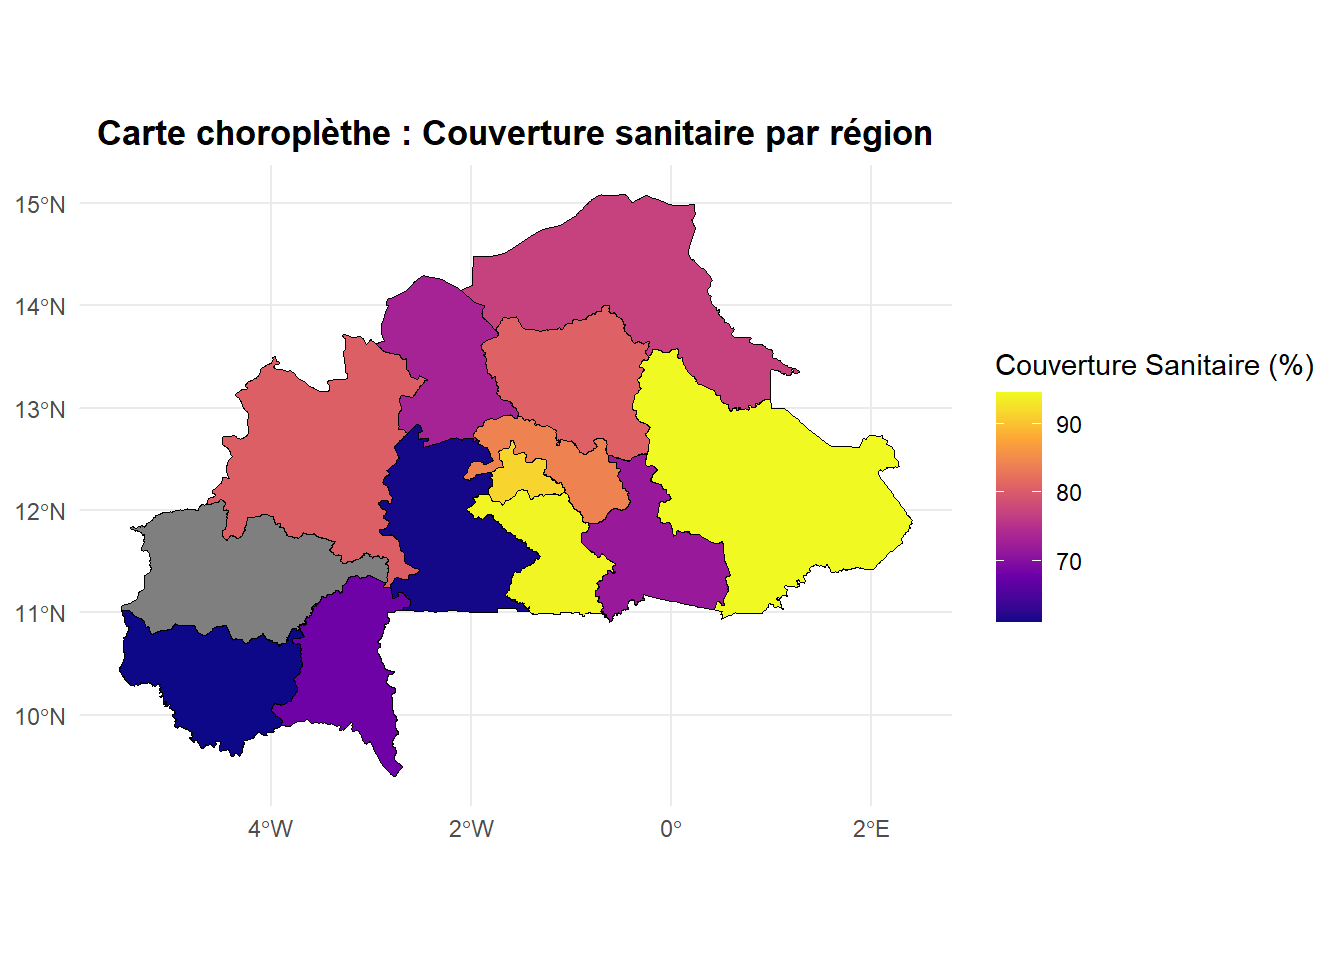 Carte choroplèthe : Couverture sanitaire par région
15°N
14°N
13°N
12°N
11°N
10°N
4°W
2°W
0°
2°E
Couverture Sanitaire (%)
90
80
70